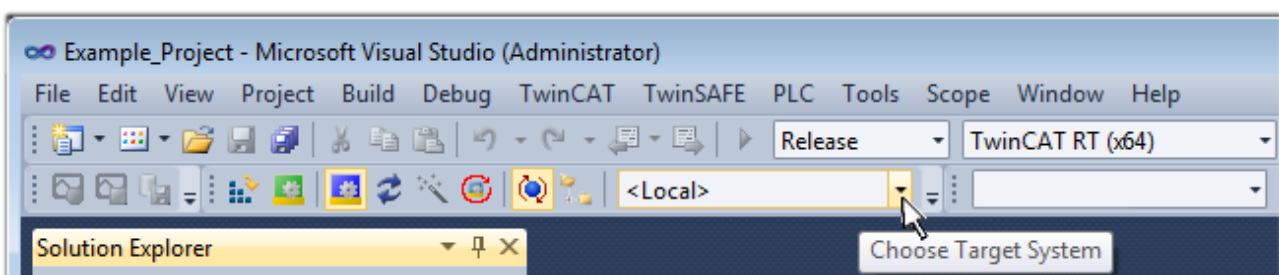 Example_Project - Microsoft Visual Studio (Administrator)
File Edit View Project Build Debug TwinCAT TwinSAFE PLC Tools Scope Window Help
Release TwinCAT RT (x64)
<Local>
Solution Explorer
Choose Target System